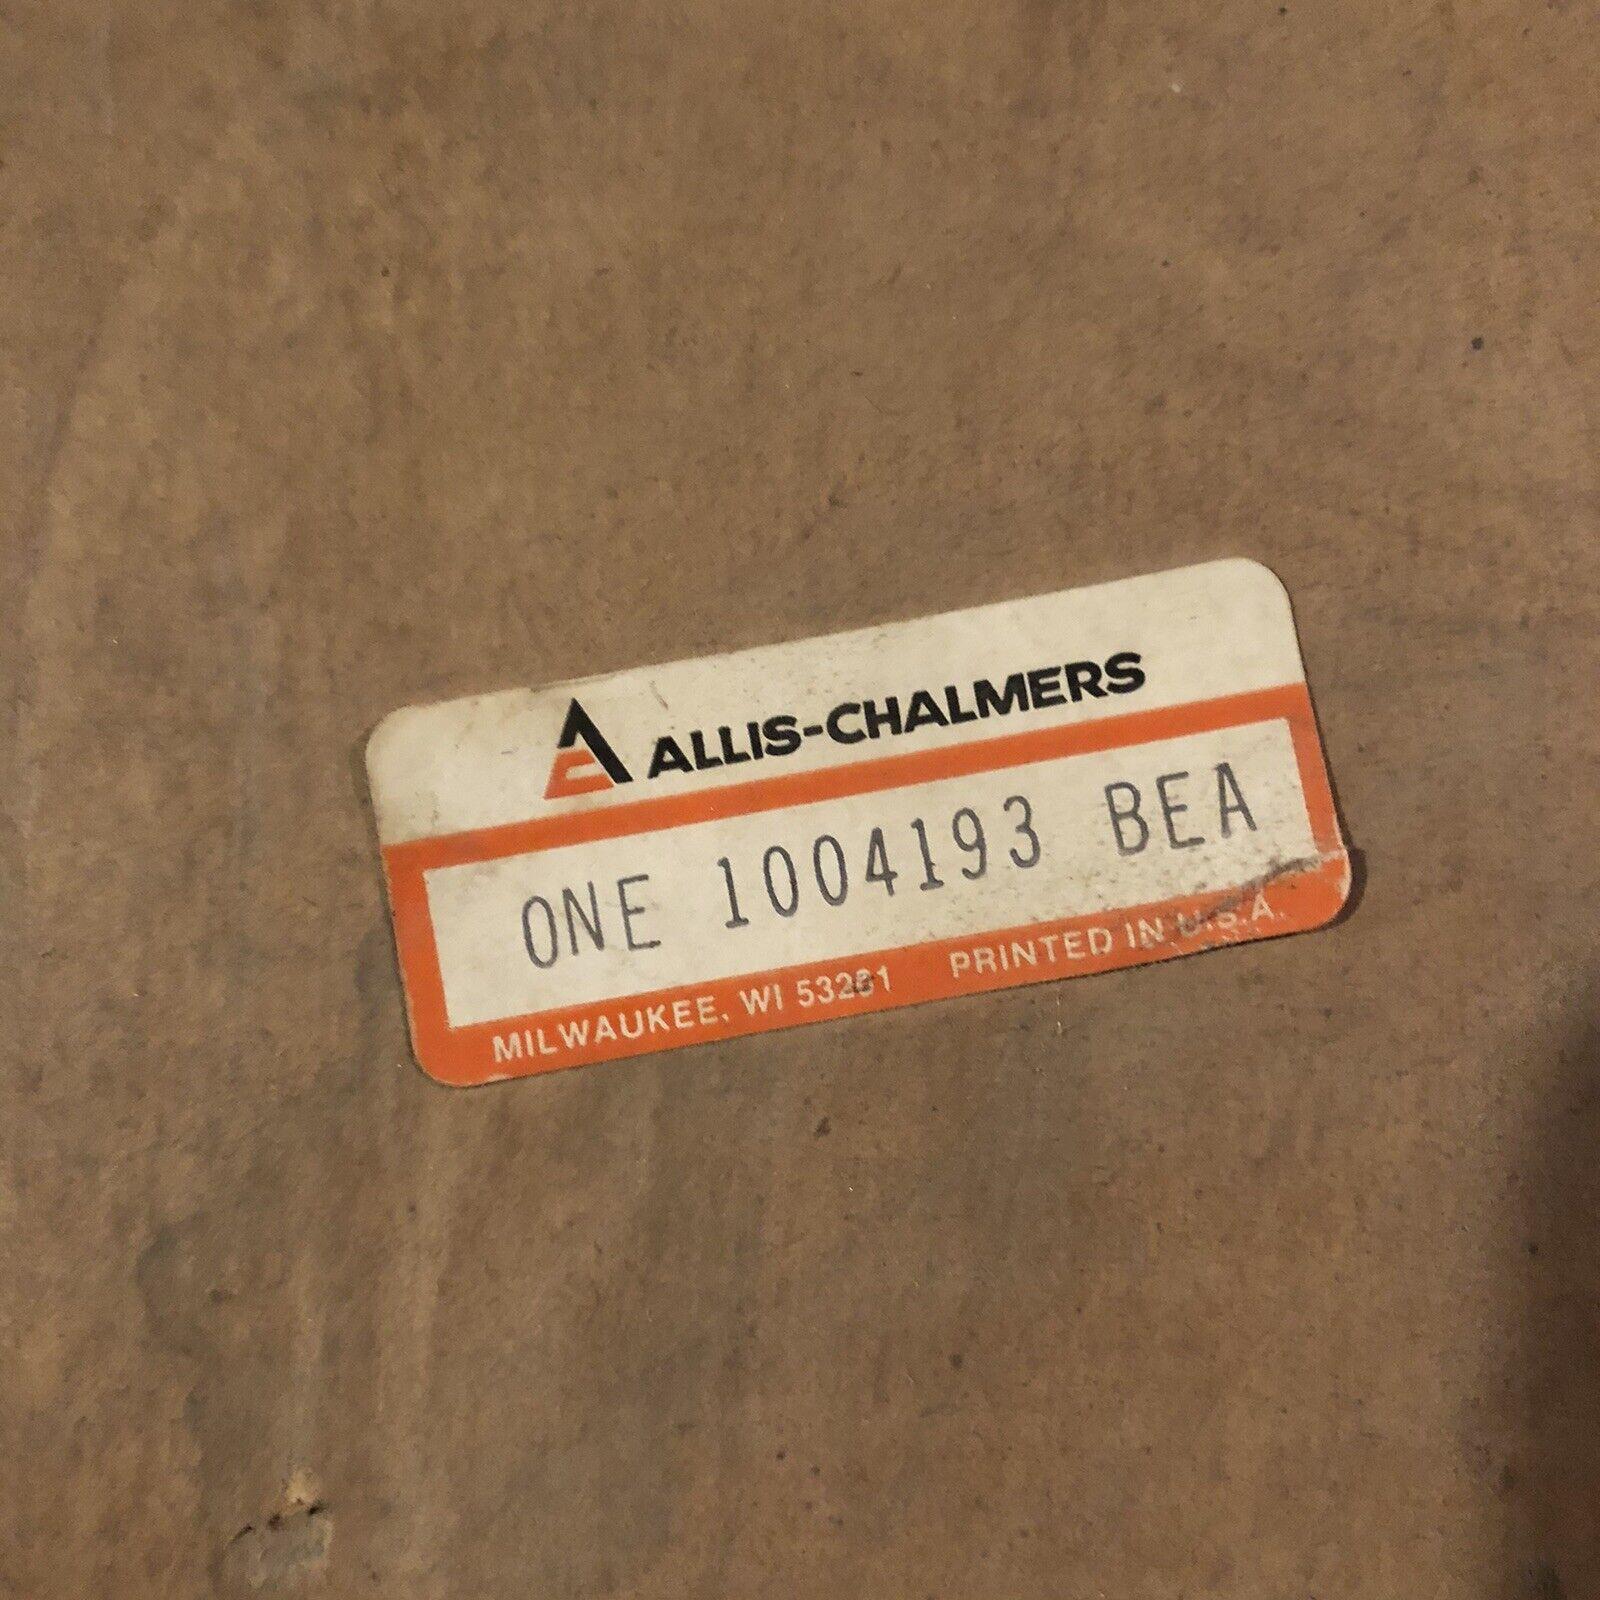 ALLIS-CHALMERS
ONE 1004193 BEA
MILWAUKEE, WI 53201 PRINTED IN U.S.A.